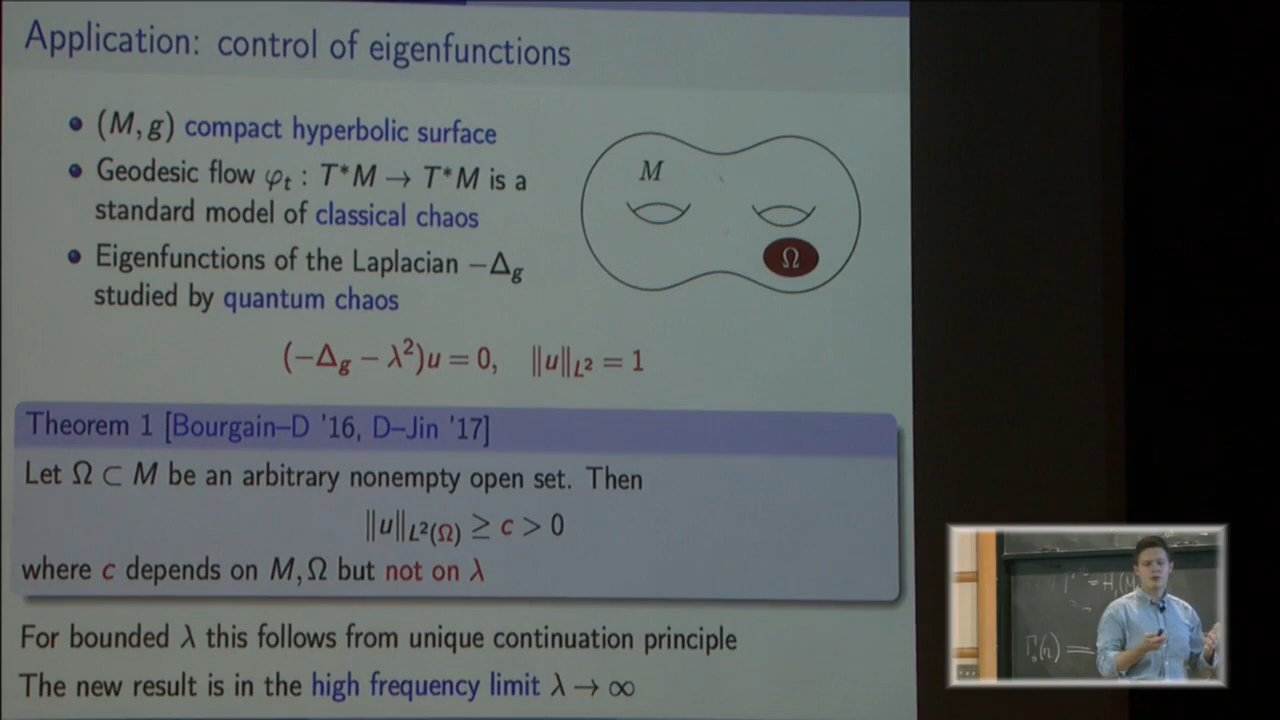 Application: control of eigenfunctions
(M, g) compact hyperbolic surface
Geodesic flow φₜ : T*M → T*M is a
standard model of classical chaos
Eigenfunctions of the Laplacian −Δ_g
studied by quantum chaos
M
Ω
(−Δ_g − λ²)u = 0, ‖u‖_{L²} = 1
Theorem 1 [Bourgain–D '16, D–Jin '17]
Let Ω ⊂ M be an arbitrary nonempty open set. Then
‖u‖_{L²(Ω)} ≥ c > 0
where c depends on M, Ω but not on λ
For bounded λ this follows from unique continuation principle
The new result is in the high frequency limit λ → ∞
Γ₀(n) =